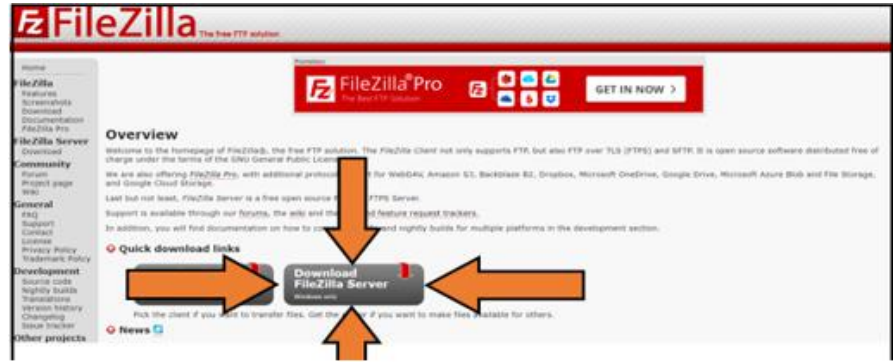 FileZilla The free FTP solution
Home
FileZilla
Features
Screenshots
Download
Documentation
FileZilla Pro
FileZilla Server
Download
Community
Forum
Project page
Wiki
General
FAQ
Support
Contact
License
Privacy Policy
Trademark Policy
Development
Source code
Nightly builds
Translations
Version history
Changelog
Issue tracker
Other projects
Promotion:
FileZilla® Pro
The Best FTP Solution
GET IN NOW >
Overview
Welcome to the homepage of FileZilla®, the free FTP solution. The FileZilla Client not only supports FTP, but also FTP over TLS (FTPS) and SFTP. It is open source software distributed free of
charge under the terms of the GNU General Public License
We are also offering FileZilla Pro, with additional protocol for WebDAV, Amazon S3, Backblaze B2, Dropbox, Microsoft OneDrive, Google Drive, Microsoft Azure Blob and File Storage,
and Google Cloud Storage.
Last but not least, FileZilla Server is a free open source FTPS Server.
Support is available through our forums, the wiki and the feature request trackers.
In addition, you will find documentation on how to and nightly builds for multiple platforms in the development section.
Quick download links
Download
FileZilla Server
Windows only
Pick the client if you want to transfer files. Get the if you want to make files available for others.
News